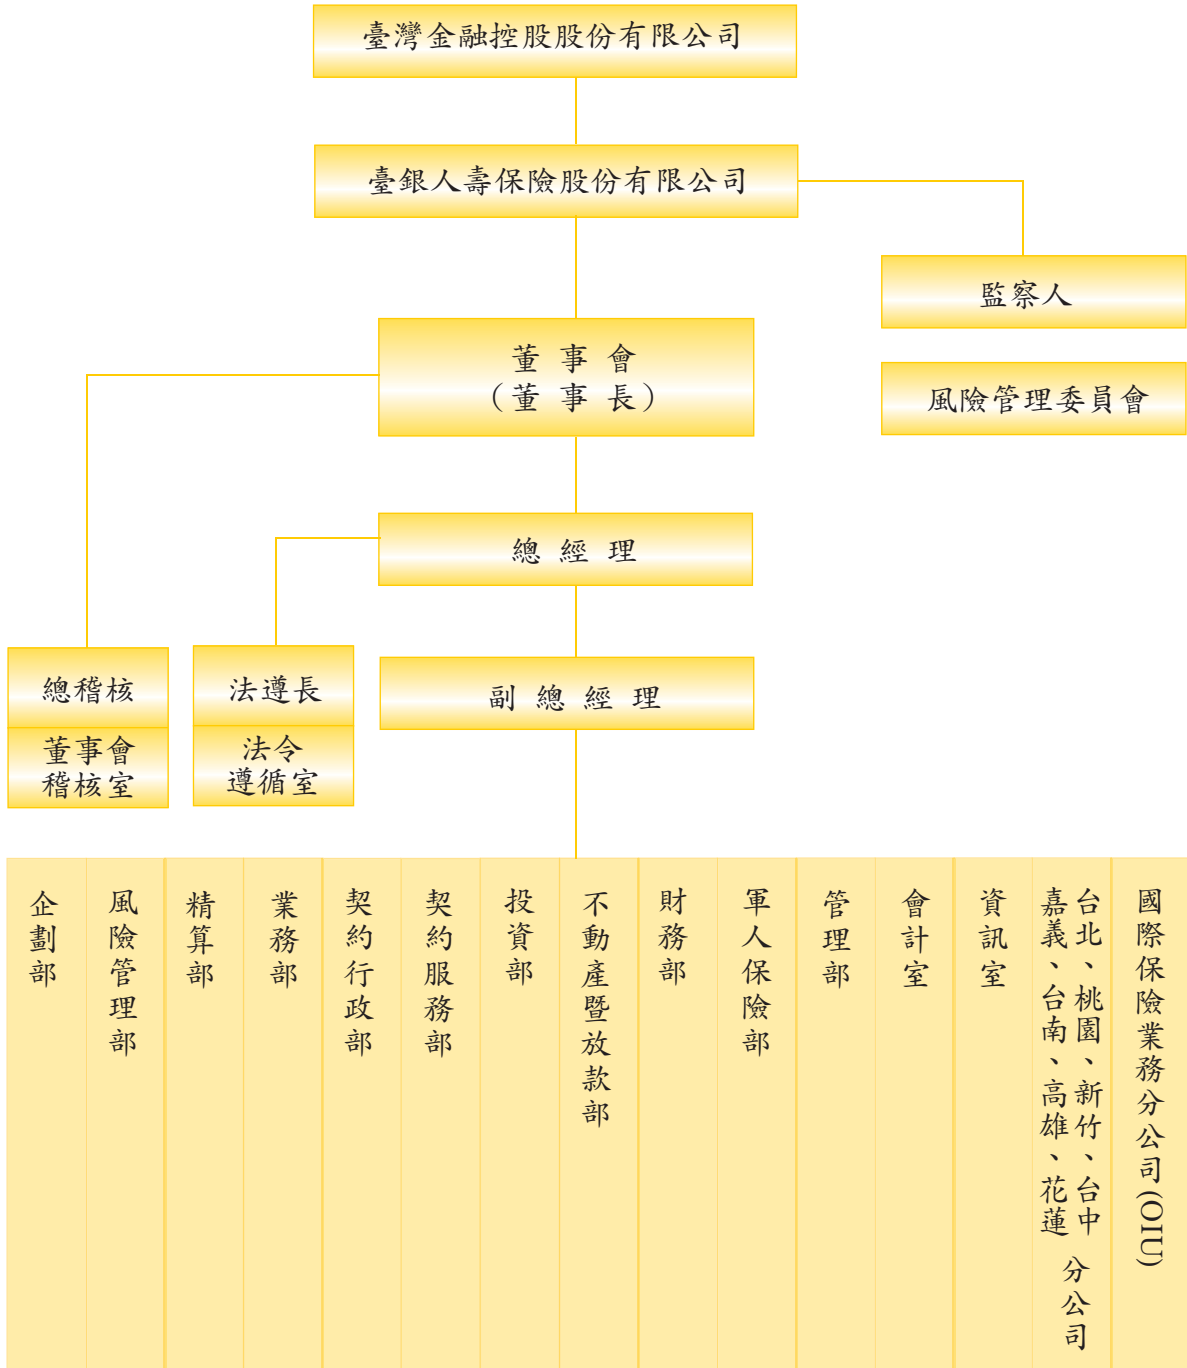 臺灣金融控股股份有限公司
臺銀人壽保險股份有限公司
監察人
董事會
（董事長）
風險管理委員會
總經理
總稽核
法遵長
副總經理
董事會
稽核室
法令
遵循室
企劃部
風險管理部
精算部
業務部
契約行政部
契約服務部
投資部
不動產暨放款部
財務部
軍人保險部
管理部
會計室
資訊室
台北、桃園、新竹、台中
嘉義、台南、高雄、花蓮
分公司
國際保險業務分公司(OIU)